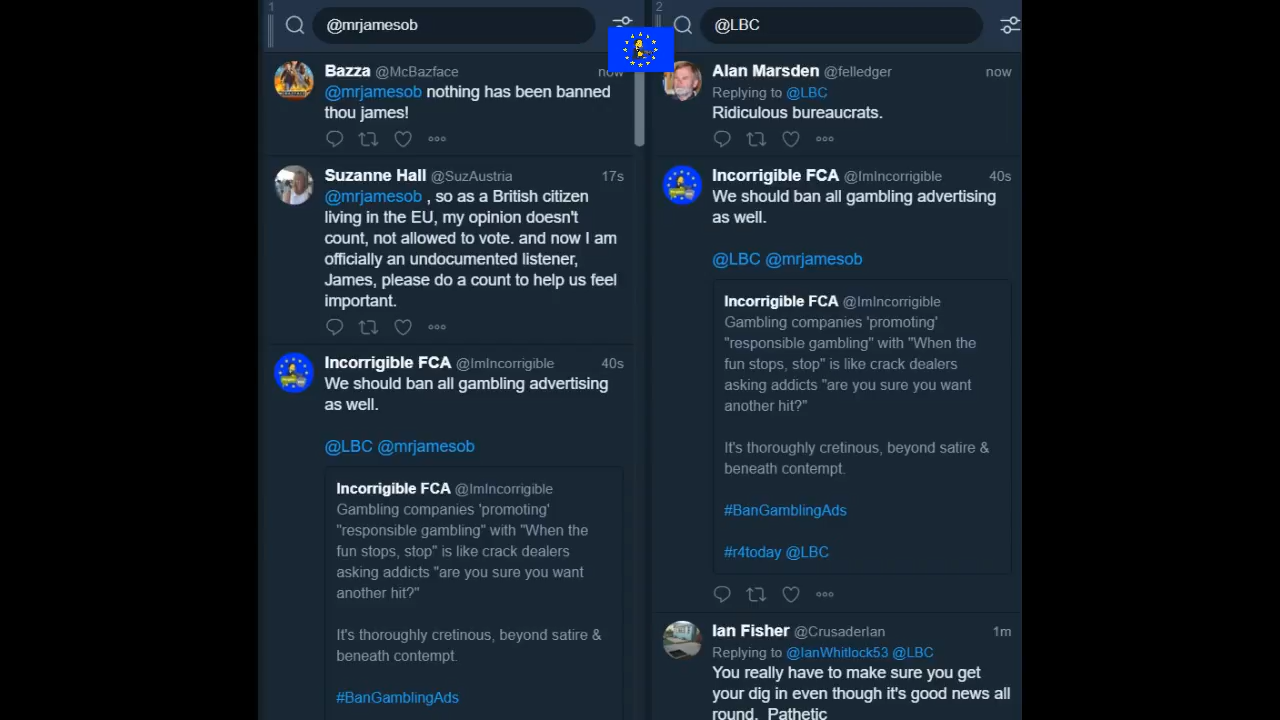 1
@mrjamesob
Bazza @McBazface now
@mrjamesob nothing has been banned
thou james!
Suzanne Hall @SuzAustria 17s
@mrjamesob , so as a British citizen
living in the EU, my opinion doesn't
count, not allowed to vote. and now I am
officially an undocumented listener,
James, please do a count to help us feel
important.
Incorrigible FCA @ImIncorrigible 40s
We should ban all gambling advertising
as well.
@LBC @mrjamesob
Incorrigible FCA @ImIncorrigible
Gambling companies 'promoting'
"responsible gambling" with "When the
fun stops, stop" is like crack dealers
asking addicts "are you sure you want
another hit?"
It's thoroughly cretinous, beyond satire &
beneath contempt.
#BanGamblingAds
2
@LBC
Alan Marsden @felledger now
Replying to @LBC
Ridiculous bureaucrats.
Incorrigible FCA @ImIncorrigible 40s
We should ban all gambling advertising
as well.
@LBC @mrjamesob
Incorrigible FCA @ImIncorrigible
Gambling companies 'promoting'
"responsible gambling" with "When the
fun stops, stop" is like crack dealers
asking addicts "are you sure you want
another hit?"
It's thoroughly cretinous, beyond satire &
beneath contempt.
#BanGamblingAds
#r4today @LBC
Ian Fisher @CrusaderIan 1m
Replying to @IanWhitlock53 @LBC
You really have to make sure you get
your dig in even though it's good news all
round. Pathetic